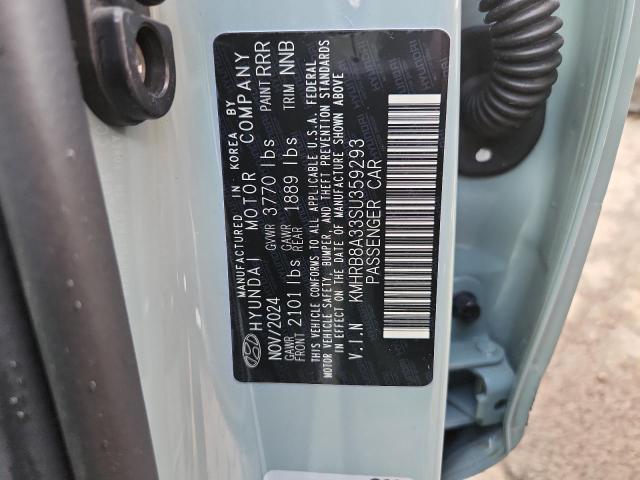 MANUFACTURED IN KOREA BY
HYUNDAI MOTOR COMPANY
NOV/2024 GVWR 3770 lbs PAINT RRR
GAWR FRONT 2101 lbs GAWR REAR 1889 lbs TRIM NNB
THIS VEHICLE CONFORMS TO ALL APPLICABLE U.S.A. FEDERAL
MOTOR VEHICLE SAFETY, BUMPER, AND THEFT PREVENTION STANDARDS
IN EFFECT ON THE DATE OF MANUFACTURE SHOWN ABOVE
V.I.N KMHRB8A33SU359293
PASSENGER CAR